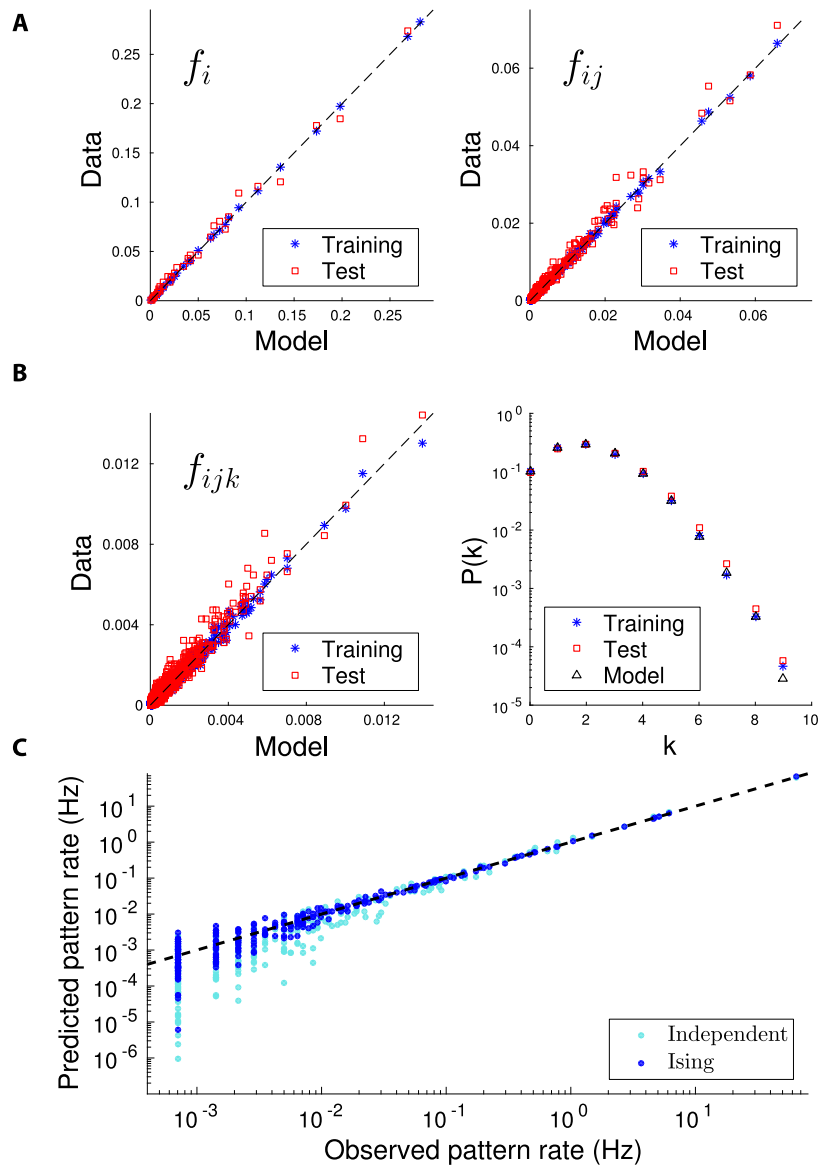 A
f_i
f_ij
0.25
0.2
0.15
0.1
0.05
0
Data
Training
Test
0 0.05 0.1 0.15 0.2 0.25
Model
0.06
0.04
0.02
0
Data
Training
Test
0 0.02 0.04 0.06
Model
B
f_ijk
0.012
0.008
0.004
0
Data
Training
Test
0 0.004 0.008 0.012
Model
10^0
10^-1
10^-2
10^-3
10^-4
10^-5
P(k)
Training
Test
Model
0 2 4 6 8 10
k
C
10^1
10^0
10^-1
10^-2
10^-3
10^-4
10^-5
10^-6
Predicted pattern rate (Hz)
Independent
Ising
10^-3 10^-2 10^-1 10^0 10^1
Observed pattern rate (Hz)